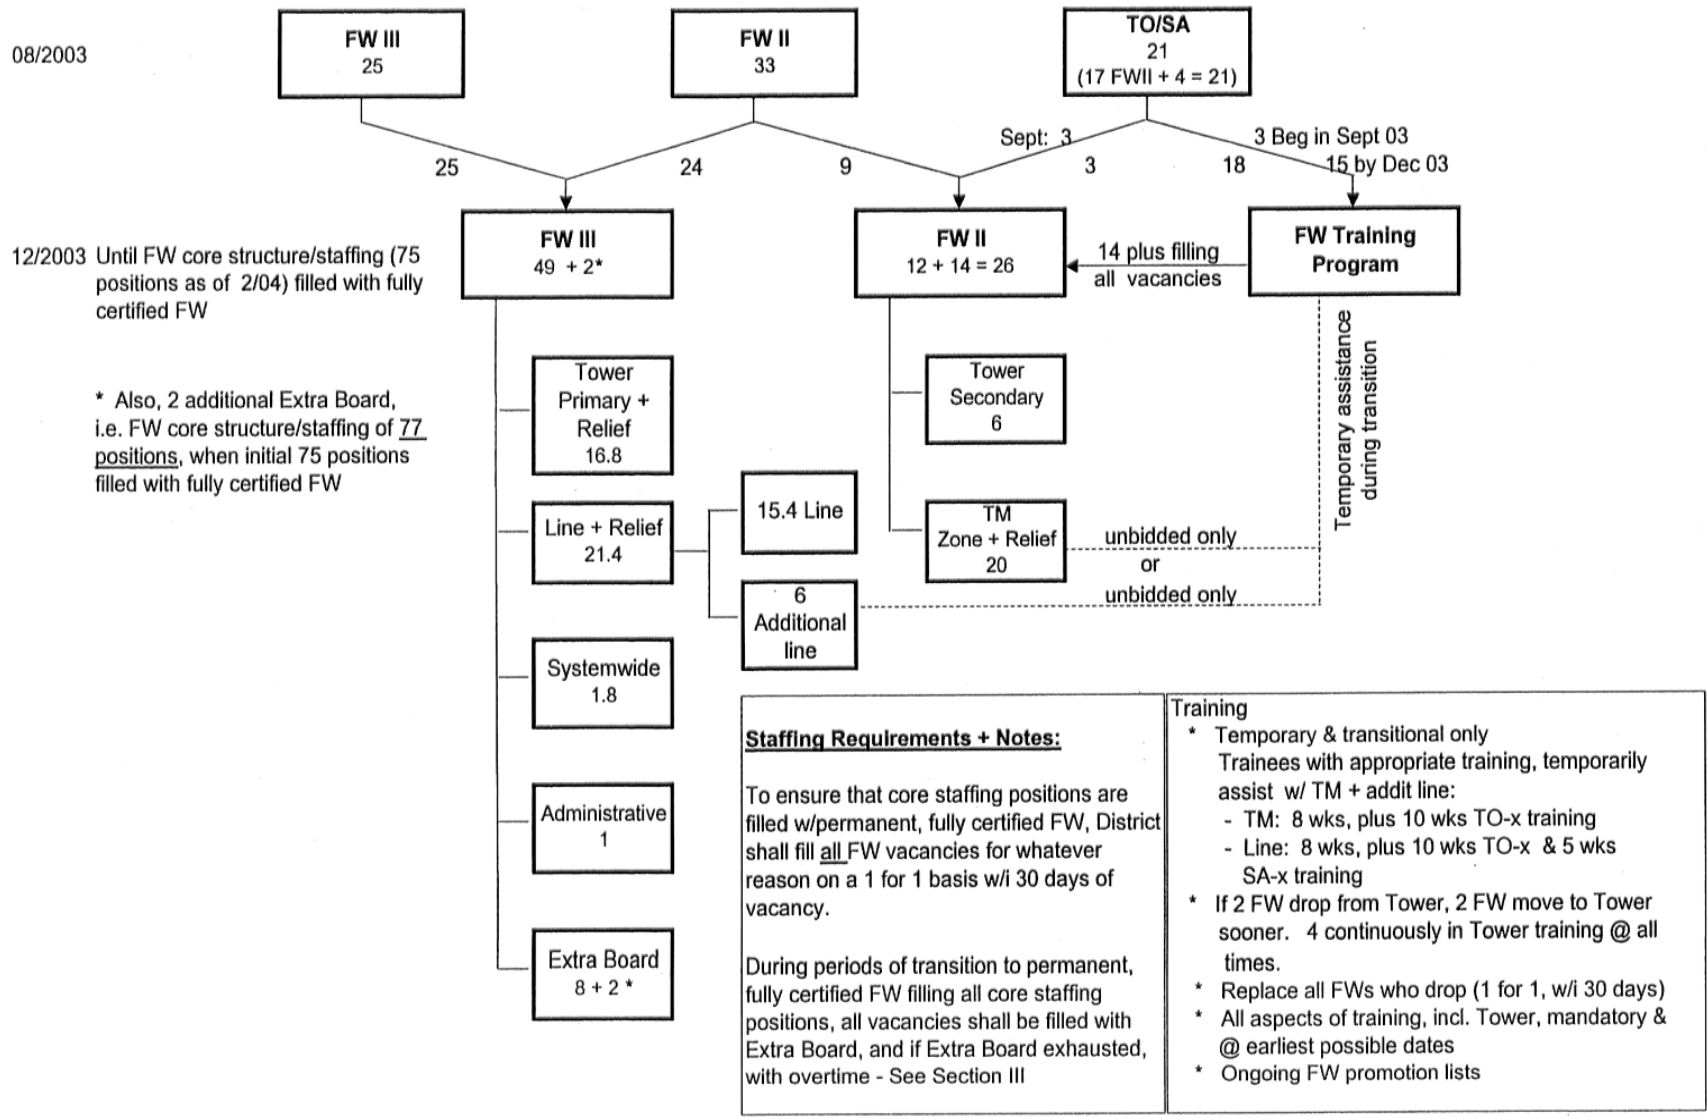 08/2003
FW III
25
FW II
33
TO/SA
21
(17 FWII + 4 = 21)
25
24
9
Sept: 3
3
18
3 Beg in Sept 03
15 by Dec 03
12/2003 Until FW core structure/staffing (75
positions as of 2/04) filled with fully
certified FW
* Also, 2 additional Extra Board,
i.e. FW core structure/staffing of 77
positions, when initial 75 positions
filled with fully certified FW
FW III
49 + 2*
FW II
12 + 14 = 26
14 plus filling
all vacancies
FW Training
Program
Tower
Primary +
Relief
16.8
Line + Relief
21.4
15.4 Line
6
Additional
line
Systemwide
1.8
Administrative
1
Extra Board
8 + 2 *
Tower
Secondary
6
TM
Zone + Relief
20
unbidded only
or
unbidded only
Temporary assistance
during transition
Staffing Requirements + Notes:
To ensure that core staffing positions are
filled w/permanent, fully certified FW, District
shall fill all FW vacancies for whatever
reason on a 1 for 1 basis w/i 30 days of
vacancy.
During periods of transition to permanent,
fully certified FW filling all core staffing
positions, all vacancies shall be filled with
Extra Board, and if Extra Board exhausted,
with overtime - See Section III
Training
* Temporary & transitional only
Trainees with appropriate training, temporarily
assist w/ TM + addit line:
- TM: 8 wks, plus 10 wks TO-x training
- Line: 8 wks, plus 10 wks TO-x & 5 wks
SA-x training
* If 2 FW drop from Tower, 2 FW move to Tower
sooner. 4 continuously in Tower training @ all
times.
* Replace all FWs who drop (1 for 1, w/i 30 days)
* All aspects of training, incl. Tower, mandatory &
@ earliest possible dates
* Ongoing FW promotion lists